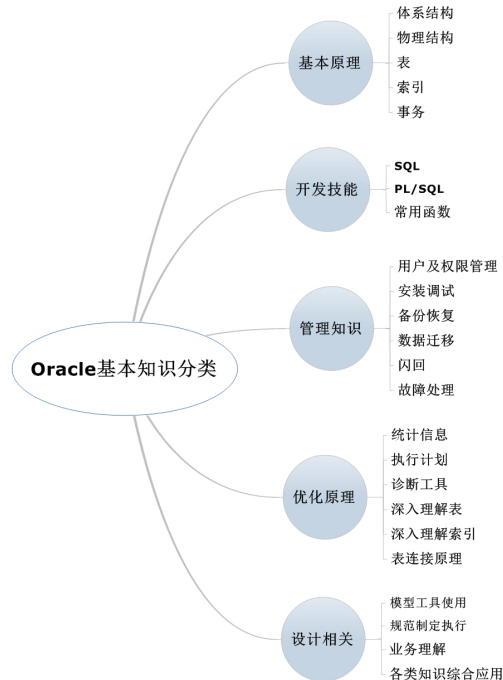 Oracle基本知识分类
基本原理
体系结构
物理结构
表
索引
事务
开发技能
SQL
PL/SQL
常用函数
管理知识
用户及权限管理
安装调试
备份恢复
数据迁移
闪回
故障处理
优化原理
统计信息
执行计划
诊断工具
深入理解表
深入理解索引
表连接原理
设计相关
模型工具使用
规范制定执行
业务理解
各类知识综合应用